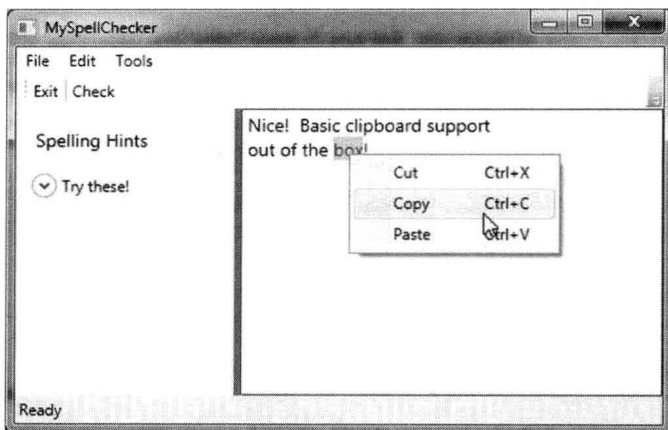 MySpellChecker
File Edit Tools
Exit Check
Spelling Hints
Try these!
Nice! Basic clipboard support
out of the box!
Cut Ctrl+X
Copy Ctrl+C
Paste Ctrl+V
Ready